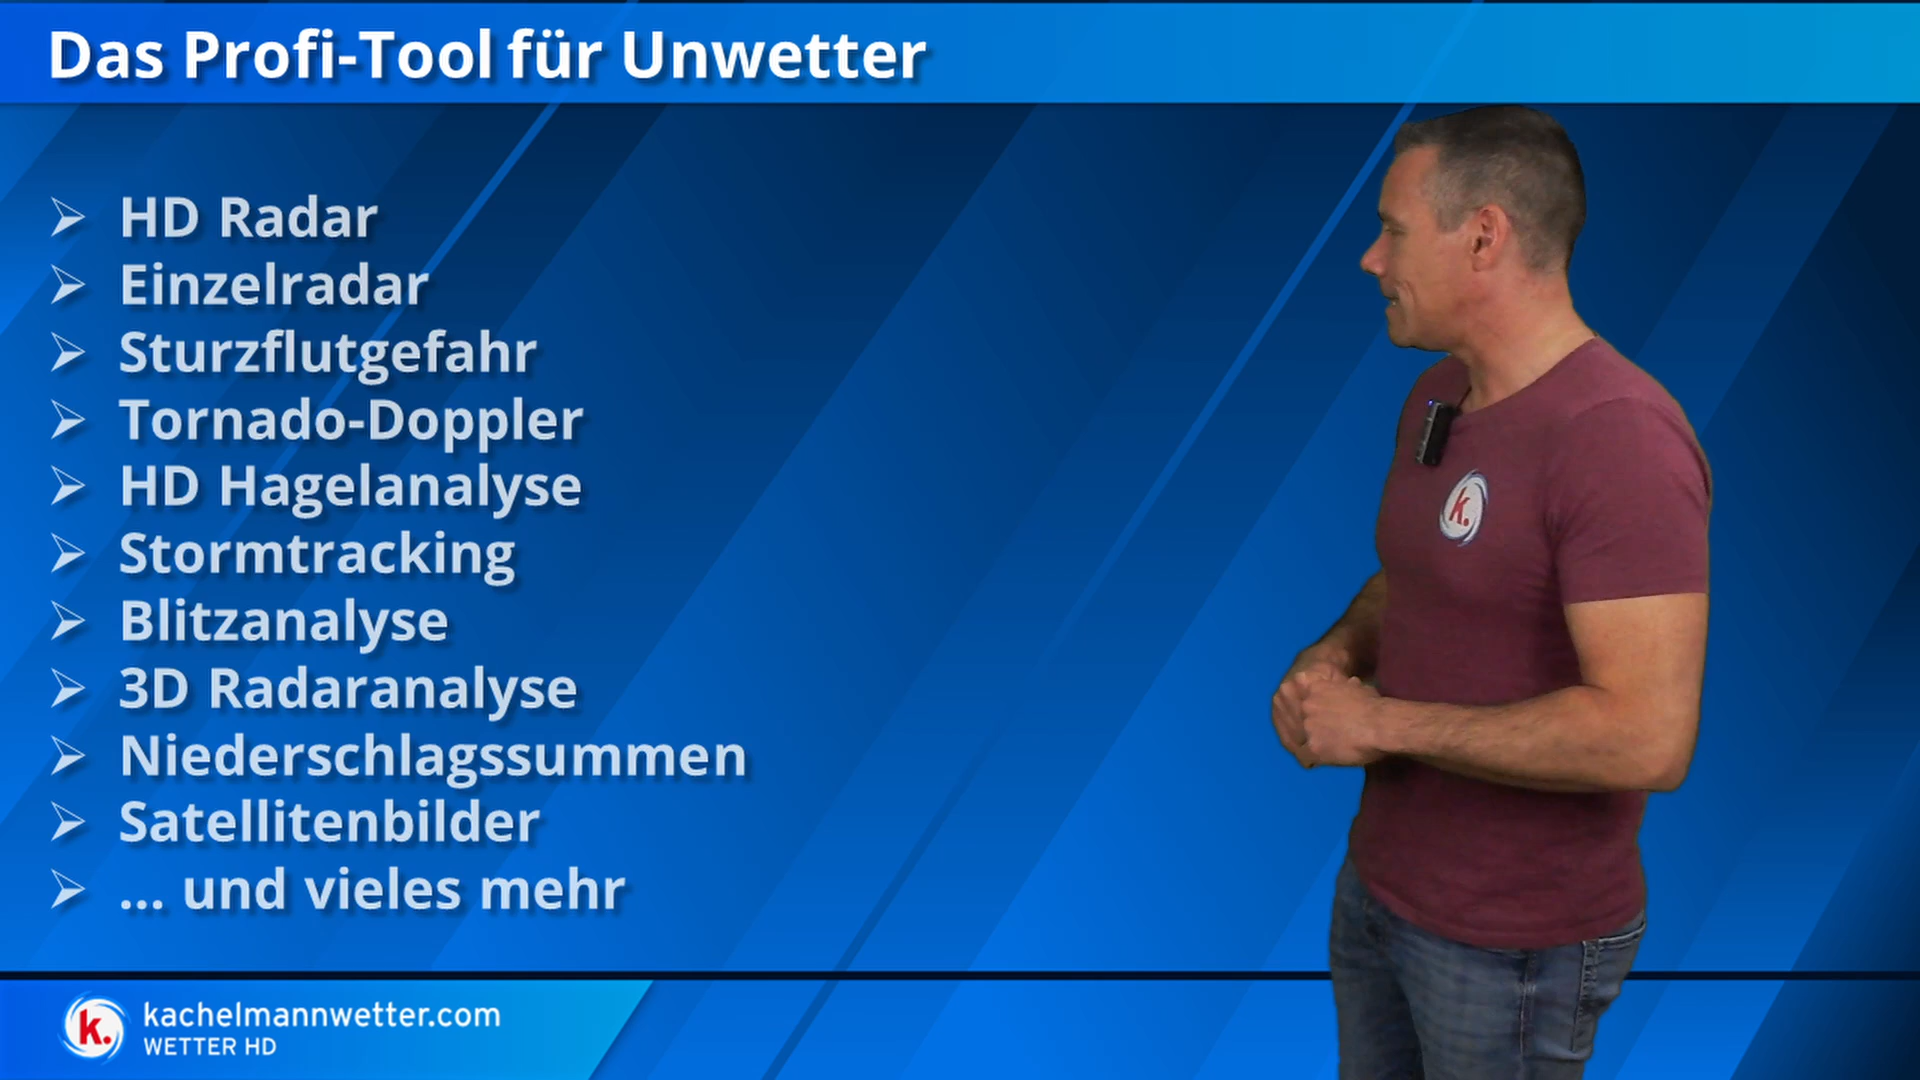 Das Profi-Tool für Unwetter
HD Radar
Einzelradar
Sturzflutgefahr
Tornado-Doppler
HD Hagelanalyse
Stormtracking
Blitzanalyse
3D Radaranalyse
Niederschlagssummen
Satellitenbilder
... und vieles mehr
k.
k.
kachelmannwetter.com
WETTER HD